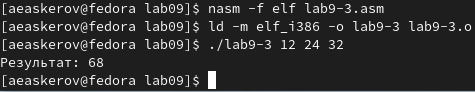 [aeaskerov@fedora lab09]$ nasm -f elf lab9-3.asm
[aeaskerov@fedora lab09]$ ld -m elf_i386 -o lab9-3 lab9-3.o
[aeaskerov@fedora lab09]$ ./lab9-3 12 24 32
Результат: 68
[aeaskerov@fedora lab09]$